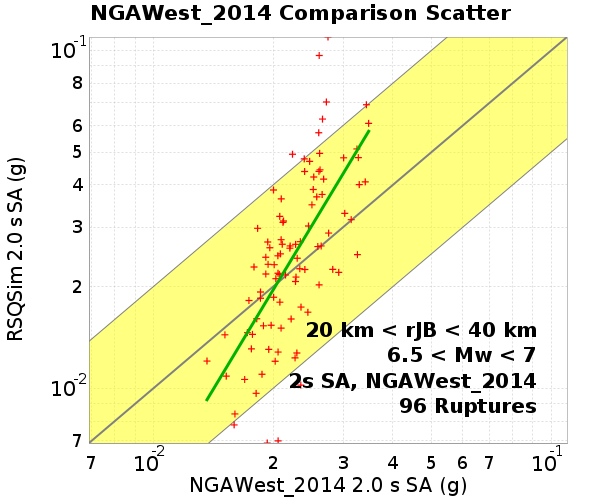 NGAWest_2014 Comparison Scatter
RSQSim 2.0 s SA (g)
10⁻¹
8
6
5
4
3
2
10⁻²
7
20 km < rJB < 40 km
6.5 < Mw < 7
2s SA, NGAWest_2014
96 Ruptures
7 10⁻² 2 3 4 5 6 7 10⁻¹
NGAWest_2014 2.0 s SA (g)